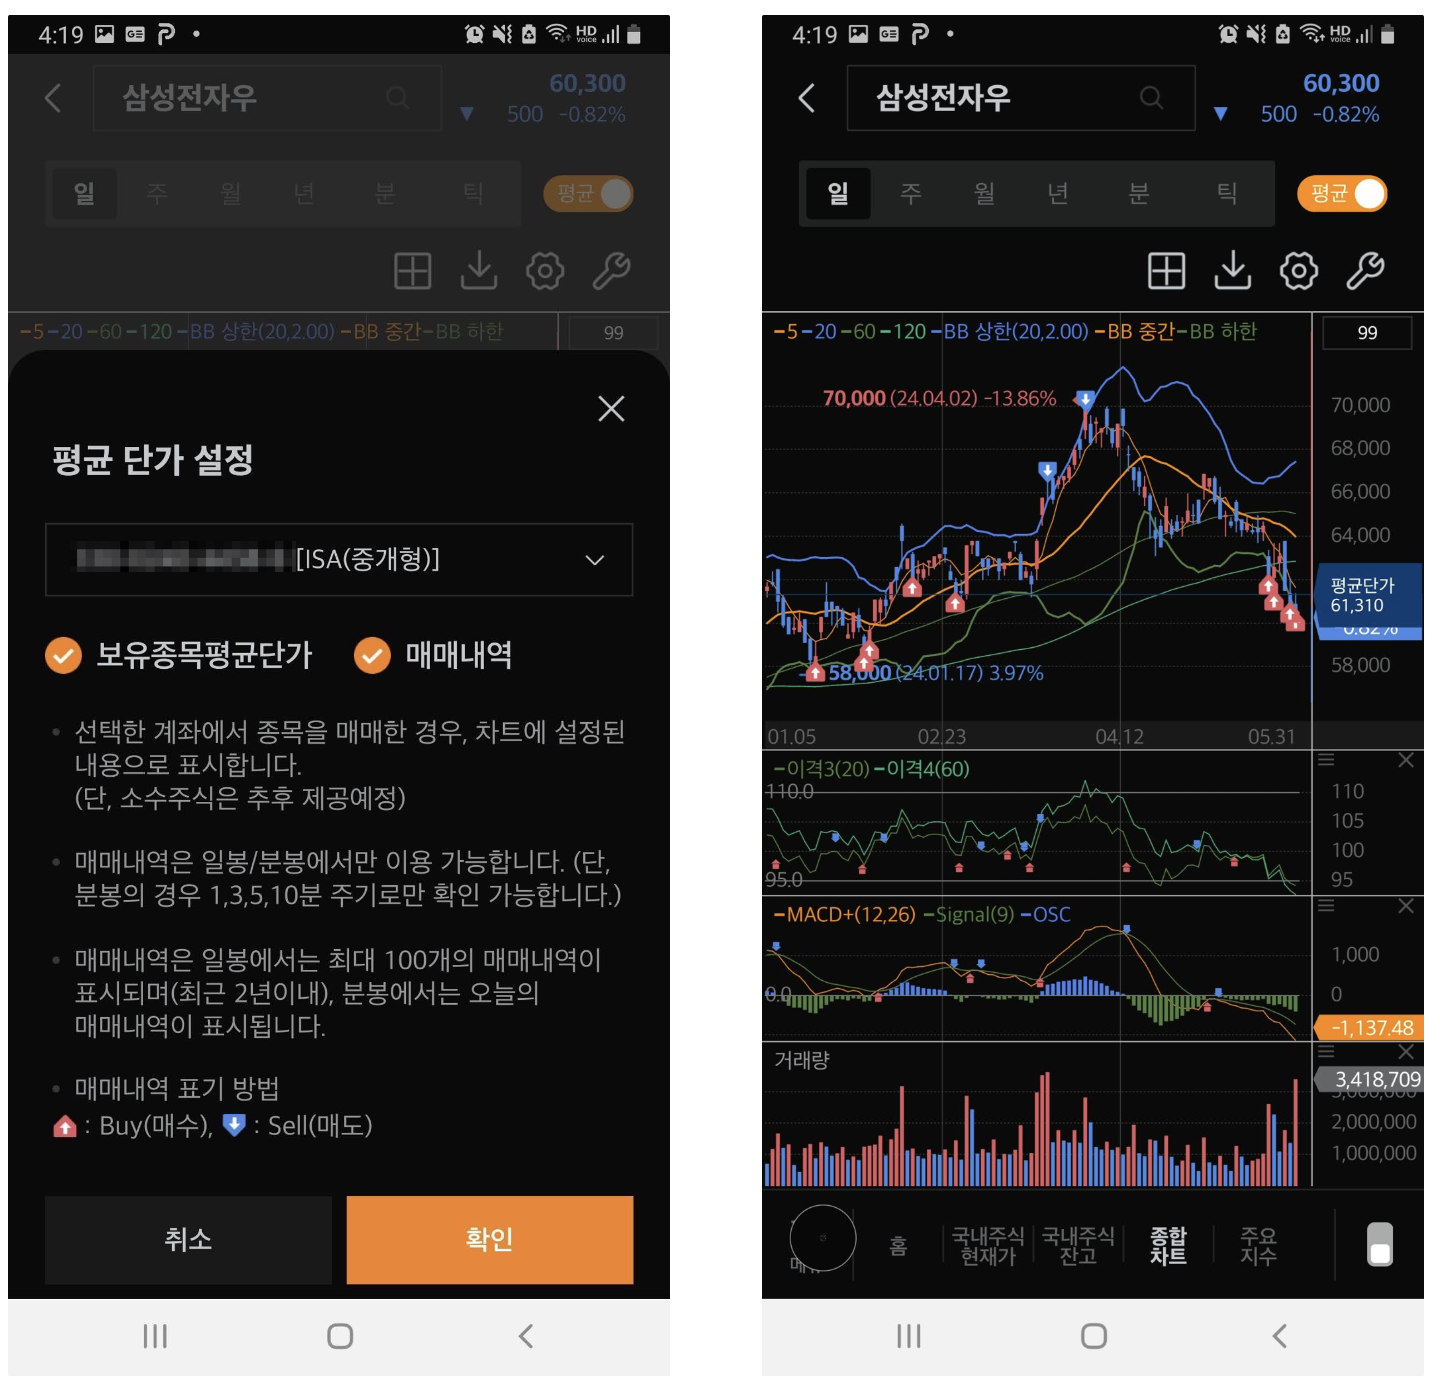 4:19
HD
voice
삼성전자우
60,300
▼ 500 -0.82%
일 주 월 년 분 틱
평균
5 20 60 120 BB 상한(20,2.00) BB 중간 BB 하한
99
평균 단가 설정
[ISA(중개형)]
보유종목평균단가 매매내역
• 선택한 계좌에서 종목을 매매한 경우, 차트에 설정된
내용으로 표시합니다.
(단, 소수주식은 추후 제공예정)
• 매매내역은 일봉/분봉에서만 이용 가능합니다. (단,
분봉의 경우 1,3,5,10분 주기로만 확인 가능합니다.)
• 매매내역은 일봉에서는 최대 100개의 매매내역이
표시되며(최근 2년이내), 분봉에서는 오늘의
매매내역이 표시됩니다.
• 매매내역 표기 방법
: Buy(매수), : Sell(매도)
취소 확인
4:19
HD
voice
삼성전자우
60,300
▼ 500 -0.82%
일 주 월 년 분 틱
평균
5 20 60 120 BB 상한(20,2.00) BB 중간 BB 하한
99
70,000 (24.04.02) -13.86%
70,000
68,000
66,000
64,000
평균단가
61,310
-0.82%
58,000 (24.01.17) 3.97%
58,000
01.05 02.23 04.12 05.31
이격3(20) 이격4(60)
110.0
110
105
100
95.0
95
MACD+(12,26) Signal(9) OSC
1,000
0.0
0
-1,137.48
거래량
3,418,709
3,000,000
2,000,000
1,000,000
홈
국내주식
현재가
국내주식
잔고
종합
차트
주요
지수